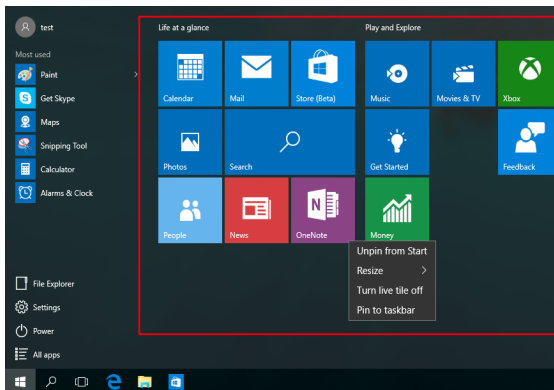 test
Most used
Paint
Get Skype
Maps
Snipping Tool
Calculator
Alarms & Clock
File Explorer
Settings
Power
All apps
Life at a glance
Calendar
Mail
Store (Beta)
Photos
Search
People
News
OneNote
Play and Explore
Music
Movies & TV
Xbox
Get Started
Feedback
Money
Unpin from Start
Resize
Turn live tile off
Pin to taskbar